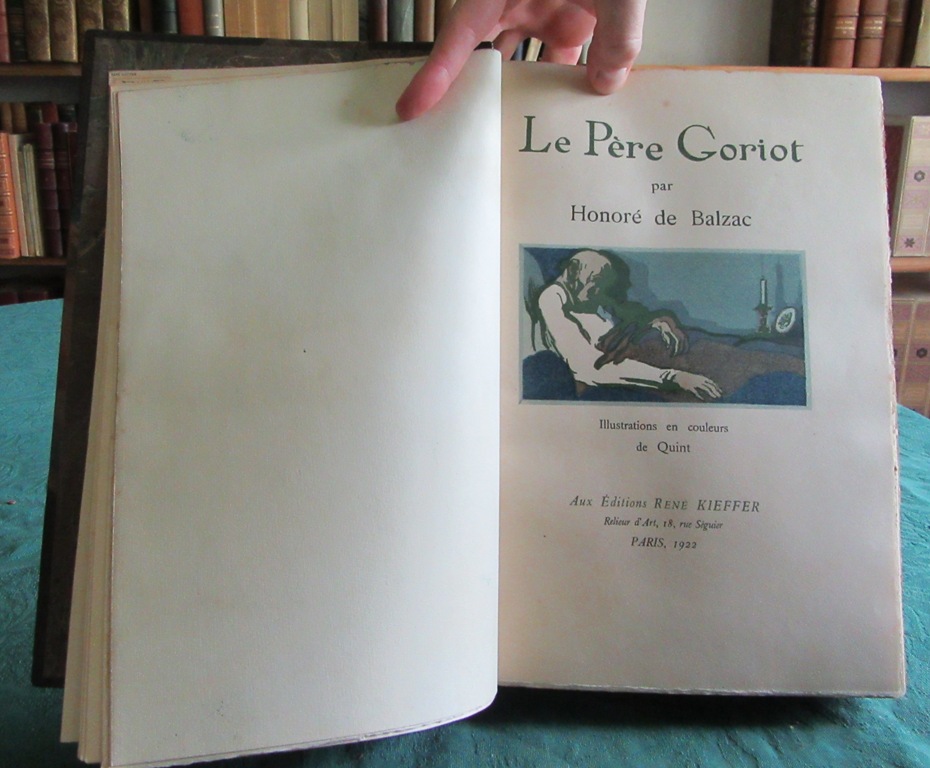 Le Père Goriot
par
Honoré de Balzac
Illustrations en couleurs
de Quint
Aux Éditions RENÉ KIEFFER
Relieur d'Art, 18, rue Séguier
PARIS, 1922